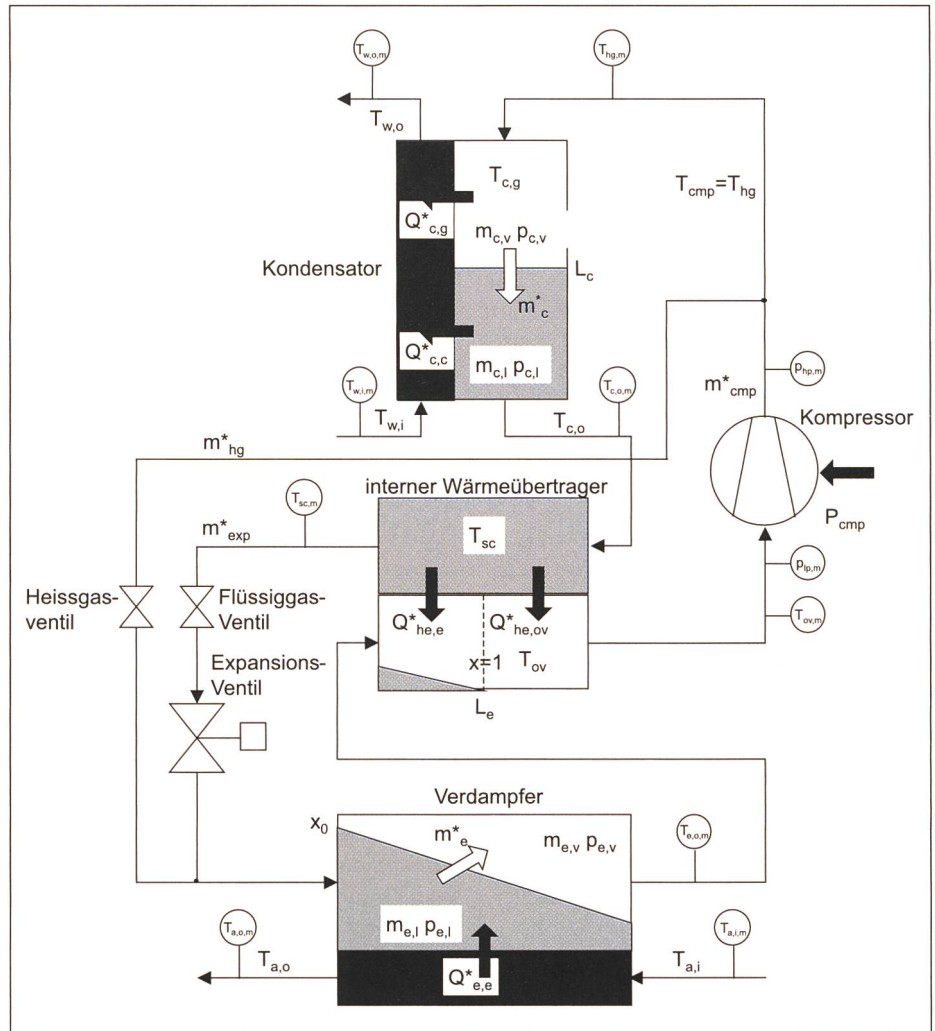 T_w,o,m
T_hg,m
T_w,o
T_c,g
T_cmp=T_hg
Q*_c,g
m_c,v p_c,v
Kondensator
L_c
m*_c
Q*_c,c
m_c,l p_c,l
p_hp,m
m*_cmp
T_w,i,m
T_c,o,m
T_w,i
T_c,o
Kompressor
m*_hg
interner Wärmeübertrager
T_sc,m
m*_exp
T_sc
P_cmp
p_lp,m
Heissgas-
ventil
Flüssiggas-
Ventil
Q*_he,e
Q*_he,ov
T_ov,m
x=1
T_ov
Expansions-
Ventil
L_e
Verdampfer
x_0
m*_e
m_e,v p_e,v
T_e,o,m
m_e,l p_e,l
T_a,o,m
T_a,i,m
T_a,o
Q*_e,e
T_a,i